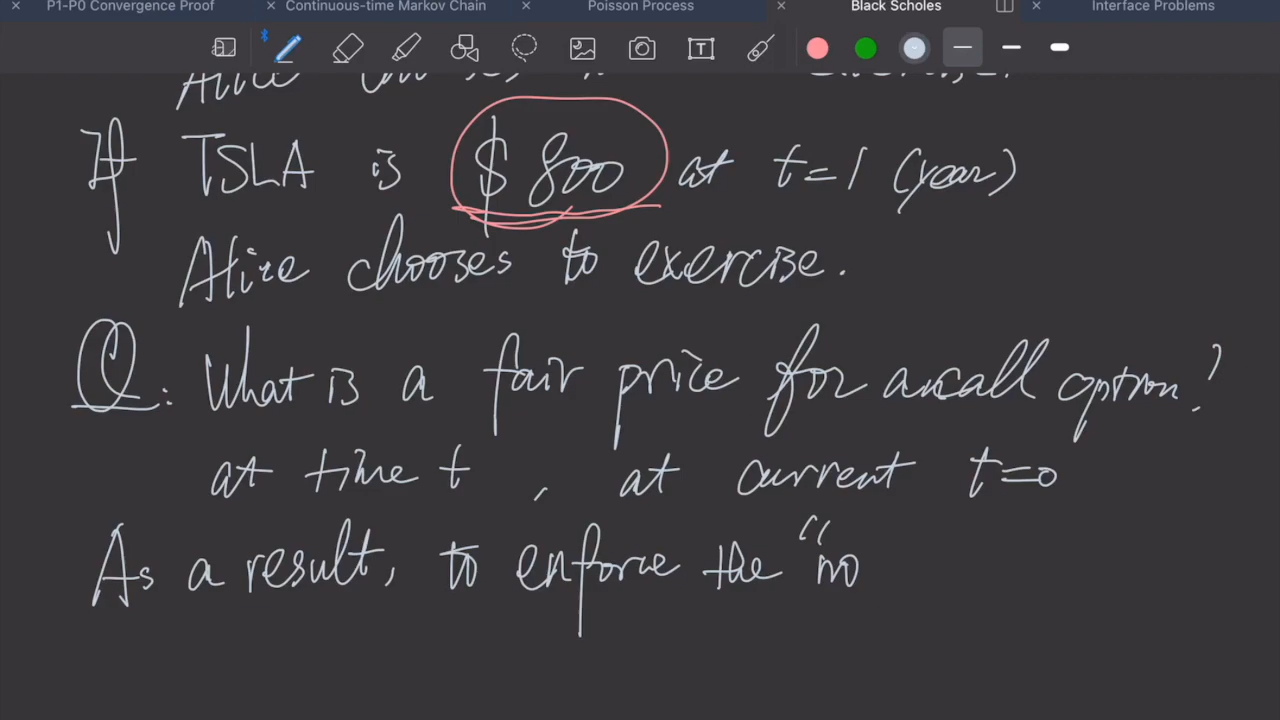 P1-P0 Convergence Proof
Continuous-time Markov Chain
Poisson Process
Black Scholes
Interface Problems
Alice
If TSLA is $800 at t=1 (year)
Alice chooses to exercise.
Q: What is a fair price for a call option?
at time t, at current t=0
As a result, to enforce the "no